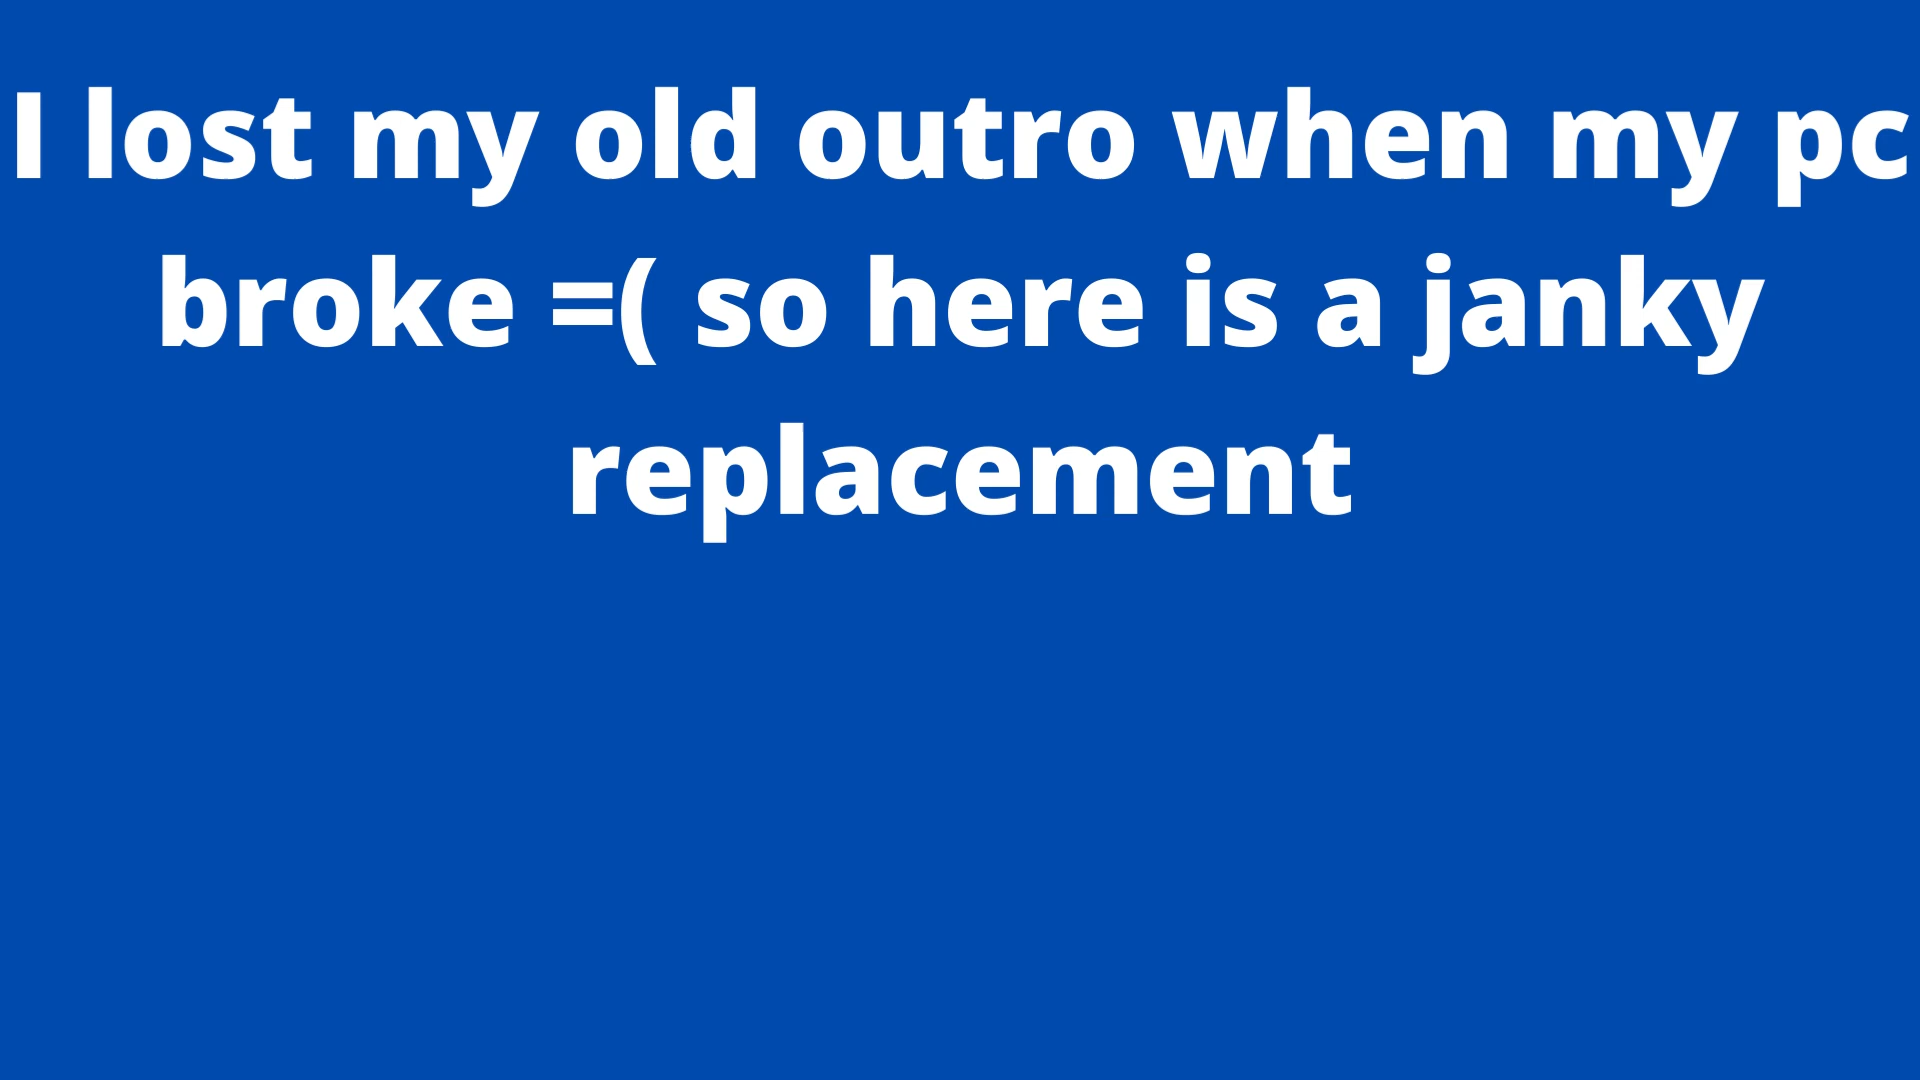 I lost my old outro when my pc
broke =( so here is a janky
replacement